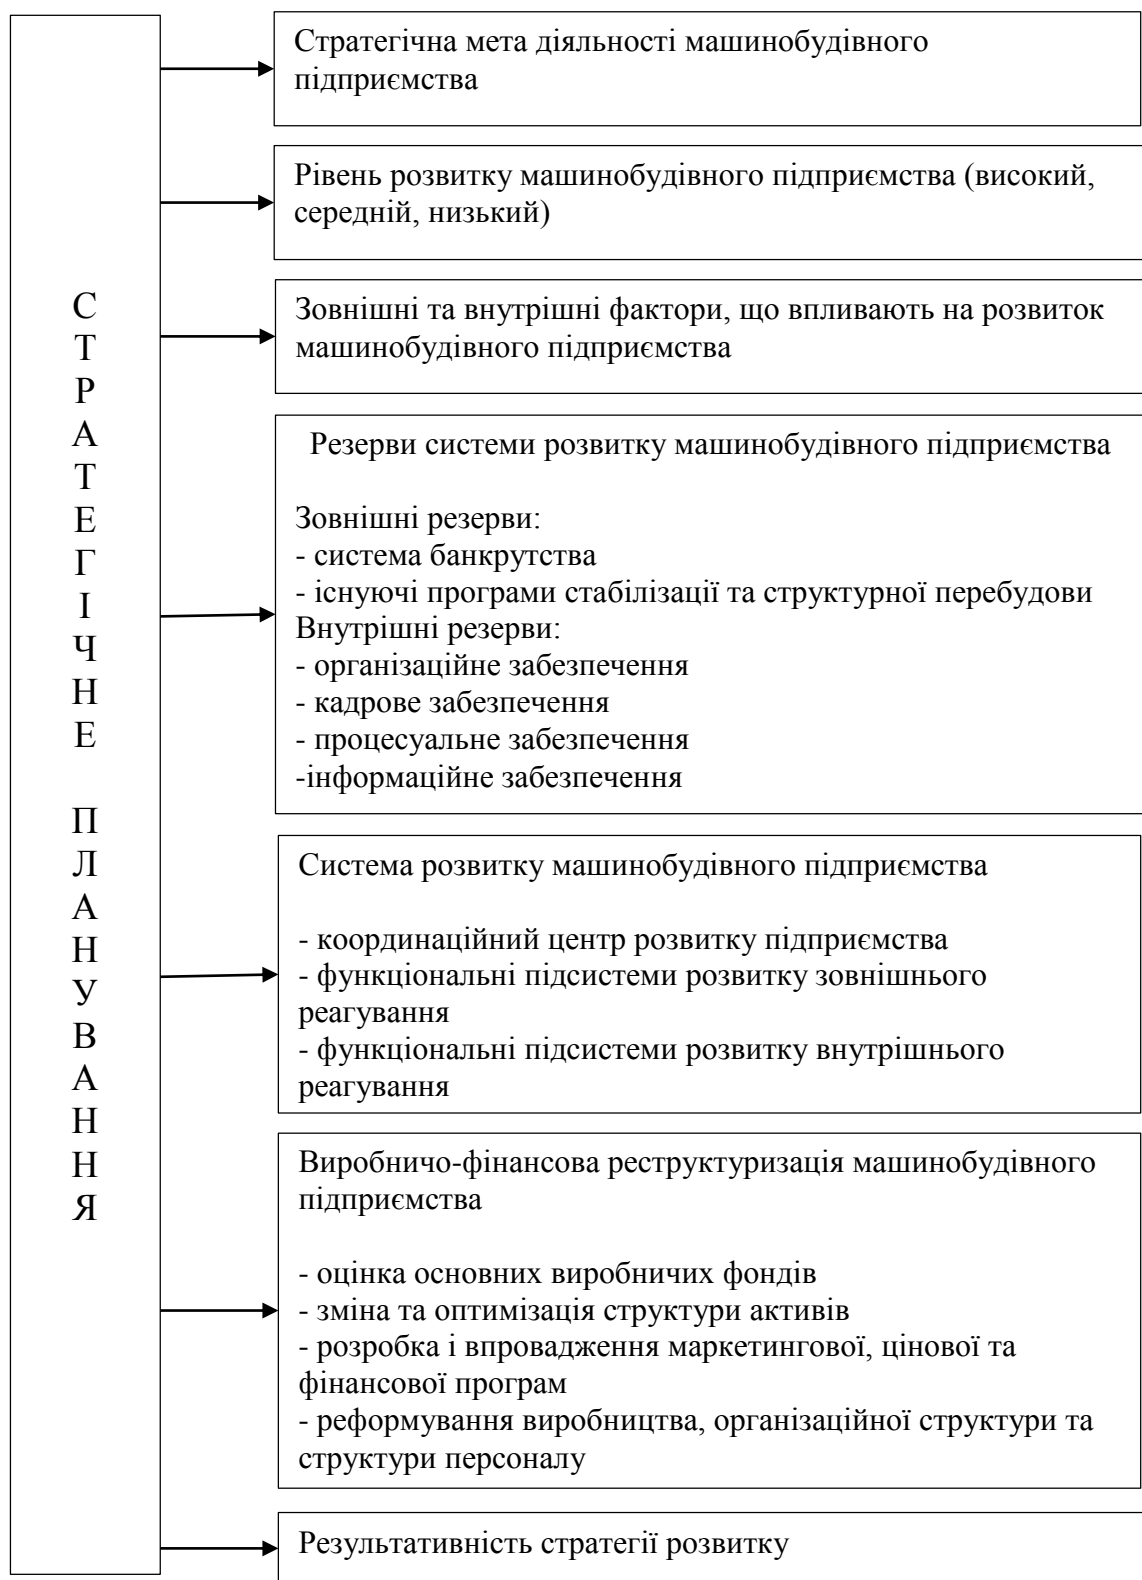 СТРАТЕГІЧНЕ ПЛАНУВАННЯ
Стратегічна мета діяльності машинобудівного
підприємства
Рівень розвитку машинобудівного підприємства (високий,
середній, низький)
Зовнішні та внутрішні фактори, що впливають на розвиток
машинобудівного підприємства
Резерви системи розвитку машинобудівного підприємства
Зовнішні резерви:
- система банкрутства
- існуючі програми стабілізації та структурної перебудови
Внутрішні резерви:
- організаційне забезпечення
- кадрове забезпечення
- процесуальне забезпечення
-інформаційне забезпечення
Система розвитку машинобудівного підприємства
- координаційний центр розвитку підприємства
- функціональні підсистеми розвитку зовнішнього
реагування
- функціональні підсистеми розвитку внутрішнього
реагування
Виробничо-фінансова реструктуризація машинобудівного
підприємства
- оцінка основних виробничих фондів
- зміна та оптимізація структури активів
- розробка і впровадження маркетингової, цінової та
фінансової програм
- реформування виробництва, організаційної структури та
структури персоналу
Результативність стратегії розвитку